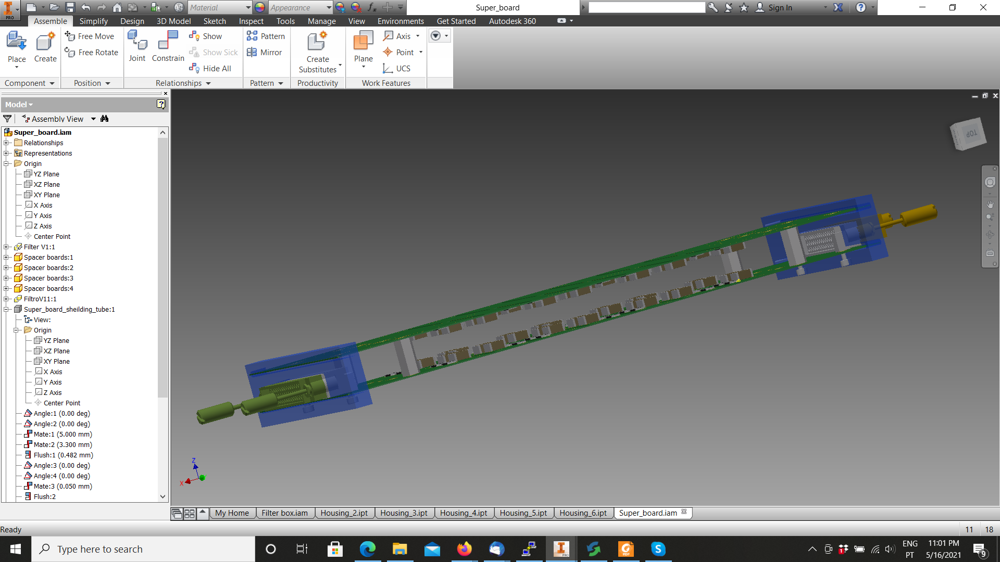 PRO
Material
Appearance
Super_board
Sign In
Assemble Simplify Design 3D Model Sketch Inspect Tools Manage View Environments Get Started Autodesk 360
Place
Create
Free Move
Free Rotate
Joint
Constrain
Show
Show Sick
Hide All
Pattern
Mirror
Create
Substitutes
Plane
Axis
Point
UCS
Component Position Relationships Pattern Productivity Work Features
Model
Assembly View
Super_board.iam
Relationships
Representations
Origin
YZ Plane
XZ Plane
XY Plane
X Axis
Y Axis
Z Axis
Center Point
Filter V1:1
Spacer boards:1
Spacer boards:2
Spacer boards:3
Spacer boards:4
FiltroV11:1
Super_board_sheilding_tube:1
View:
Origin
YZ Plane
XZ Plane
XY Plane
X Axis
Y Axis
Z Axis
Center Point
Angle:1 (0.00 deg)
Angle:2 (0.00 deg)
Mate:1 (5.000 mm)
Mate:2 (3.300 mm)
Flush:1 (0.482 mm)
Angle:3 (0.00 deg)
Angle:4 (0.00 deg)
Mate:3 (0.050 mm)
Flush:2
TOP
Z
X
My Home Filter box.iam Housing_2.ipt Housing_3.ipt Housing_4.ipt Housing_5.ipt Housing_6.ipt Super_board.iam
Ready
11 18
Type here to search
PRO
PDF
1
ENG
PT
11:01 PM
5/16/2021
9